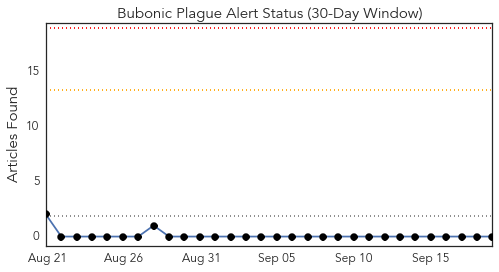 Bubonic Plague Alert Status (30-Day Window)
Articles Found
15
10
5
0
Aug 21 Aug 26 Aug 31 Sep 05 Sep 10 Sep 15